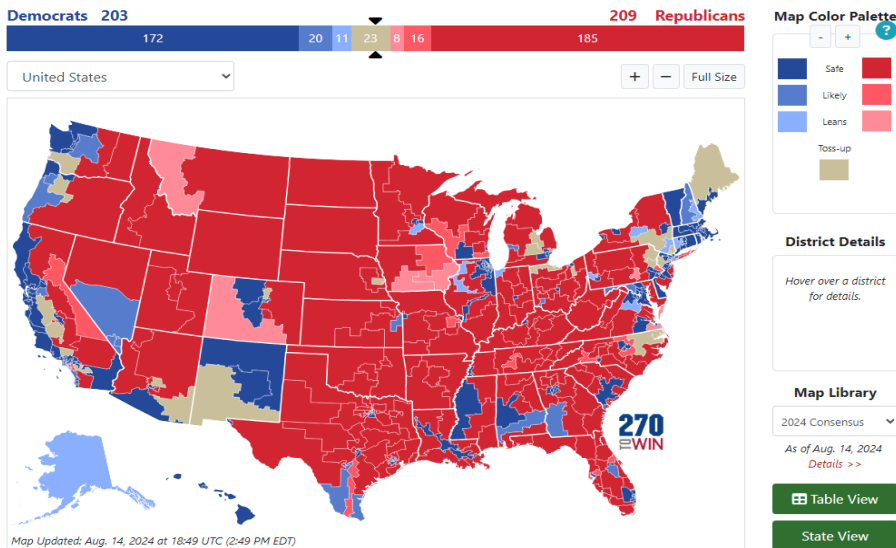 Democrats 203
209 Republicans
172 20 11 23 8 16 185
United States
+ − Full Size
270
TO WIN
Map Updated: Aug. 14, 2024 at 18:49 UTC (2:49 PM EDT)
Map Color Palette
- + ?
Safe
Likely
Leans
Toss-up
District Details
Hover over a district
for details.
Map Library
2024 Consensus
As of Aug. 14, 2024
Details >>
Table View
State View